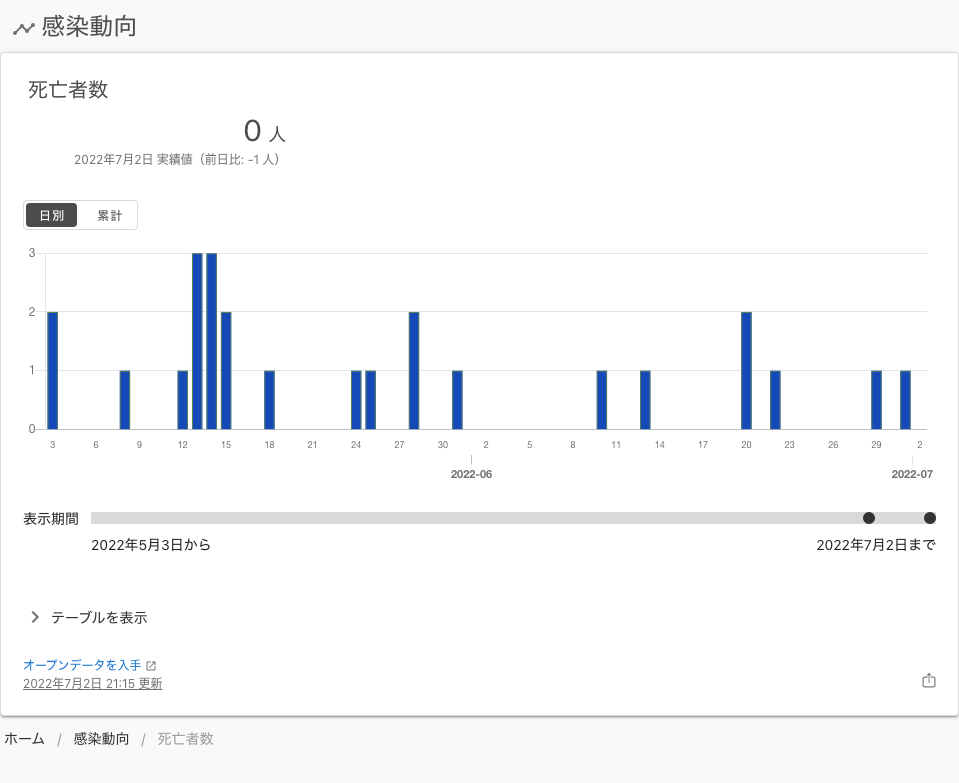 感染動向
死亡者数
0 人
2022年7月2日 実績値（前日比: -1 人）
日別 累計
3
2
1
0
3 6 9 12 15 18 21 24 27 30 2 5 8 11 14 17 20 23 26 29 2
2022-06 2022-07
表示期間
2022年5月3日から 2022年7月2日まで
テーブルを表示
オープンデータを入手
2022年7月2日 21:15 更新
ホーム / 感染動向 / 死亡者数